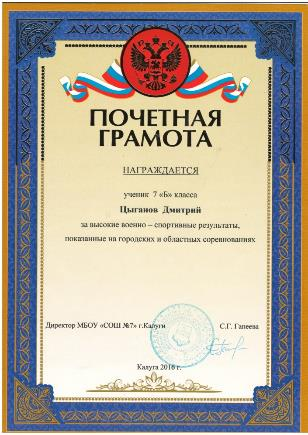 ПОЧЕТНАЯ
ГРАМОТА
НАГРАЖДАЕТСЯ
ученик 7 «Б» класса
Цыганов Дмитрий
за высокие военно – спортивные результаты,
показанные на городских и областных соревнованиях
Директор МБОУ «СОШ №7» г.Калуги С.Г. Гапеева
Калуга 2016 г.